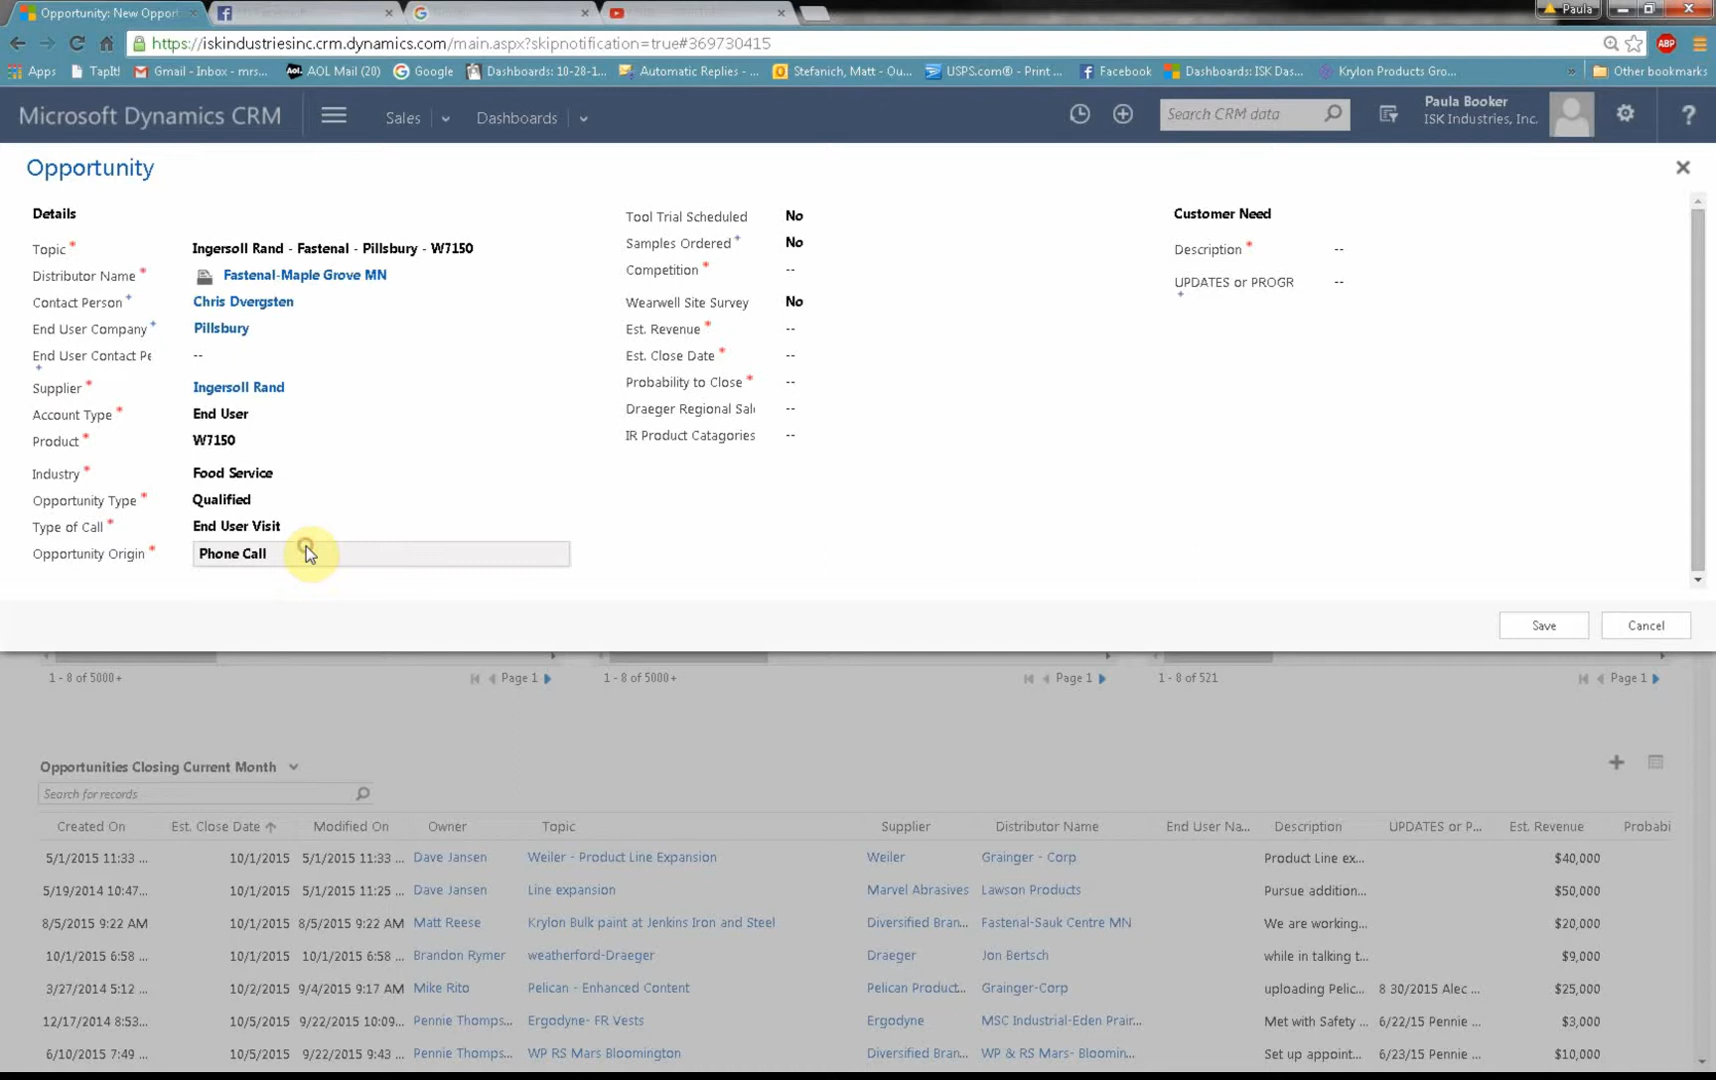 Opportunity: New Opport
Paula
https://iskindustriesinc.crm.dynamics.com/main.aspx?skipnotification=true#369730415
ABP
Apps TapIt! Gmail - Inbox - mrs... AOL Mail (20) Google Dashboards: 10-28-1... Automatic Replies - ... Stefanich, Matt - Ou... USPS.com® - Print ... Facebook Dashboards: ISK Das... Krylon Products Gro... » Other bookmarks
Microsoft Dynamics CRM Sales Dashboards Search CRM data Paula Booker
ISK Industries, Inc. ?
Opportunity
Details
Topic * Ingersoll Rand - Fastenal - Pillsbury - W7150
Distributor Name * Fastenal-Maple Grove MN
Contact Person + Chris Dvergsten
End User Company + Pillsbury
End User Contact Pe + --
Supplier * Ingersoll Rand
Account Type * End User
Product * W7150
Industry * Food Service
Opportunity Type * Qualified
Type of Call * End User Visit
Opportunity Origin * Phone Call
Tool Trial Scheduled No
Samples Ordered + No
Competition * --
Wearwell Site Survey No
Est. Revenue * --
Est. Close Date * --
Probability to Close * --
Draeger Regional Sale --
IR Product Catagories --
Customer Need
Description * --
UPDATES or PROGR + --
Save Cancel
1 - 8 of 5000+ Page 1 1 - 8 of 5000+ Page 1 1 - 8 of 521 Page 1
Opportunities Closing Current Month
Search for records
Created On Est. Close Date Modified On Owner Topic Supplier Distributor Name End User Na... Description UPDATES or P... Est. Revenue Probabi
5/1/2015 11:33 ... 10/1/2015 5/1/2015 11:33 ... Dave Jansen Weiler - Product Line Expansion Weiler Grainger - Corp Product Line ex... $40,000
5/19/2014 10:47... 10/1/2015 5/1/2015 11:25 ... Dave Jansen Line expansion Marvel Abrasives Lawson Products Pursue addition... $50,000
8/5/2015 9:22 AM 10/1/2015 8/5/2015 9:22 AM Matt Reese Krylon Bulk paint at Jenkins Iron and Steel Diversified Bran... Fastenal-Sauk Centre MN We are working... $20,000
10/1/2015 6:58 ... 10/1/2015 10/1/2015 6:58 ... Brandon Rymer weatherford-Draeger Draeger Jon Bertsch while in talking t... $9,000
3/27/2014 5:12 ... 10/2/2015 9/4/2015 9:17 AM Mike Rito Pelican - Enhanced Content Pelican Product... Grainger-Corp uploading Pelic... 8 30/2015 Alec ... $25,000
12/17/2014 8:53... 10/5/2015 9/22/2015 10:09... Pennie Thomps... Ergodyne- FR Vests Ergodyne MSC Industrial-Eden Prair... Met with Safety ... 6/22/15 Pennie ... $3,000
6/10/2015 7:49 ... 10/5/2015 9/22/2015 9:43 ... Pennie Thomps... WP RS Mars Bloomington Diversified Bran... WP & RS Mars- Bloomin... Set up appoint... 6/23/15 Pennie ... $10,000